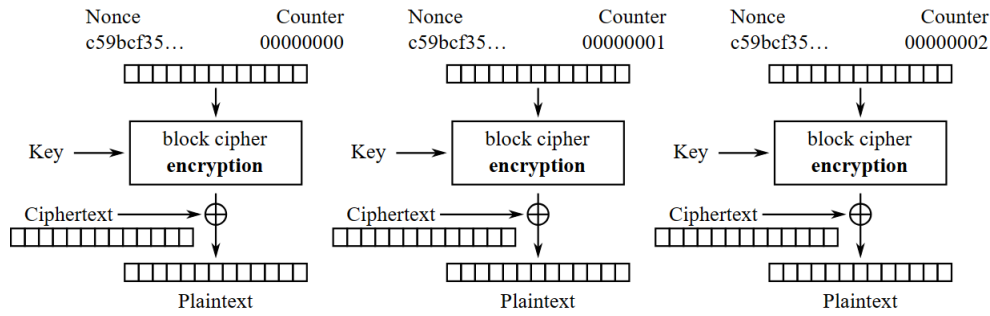 Nonce Counter Nonce Counter Nonce Counter
c59bcf35… 00000000 c59bcf35… 00000001 c59bcf35… 00000002
block cipher block cipher block cipher
Key Key Key
encryption encryption encryption
Ciphertext Ciphertext Ciphertext
Plaintext Plaintext Plaintext